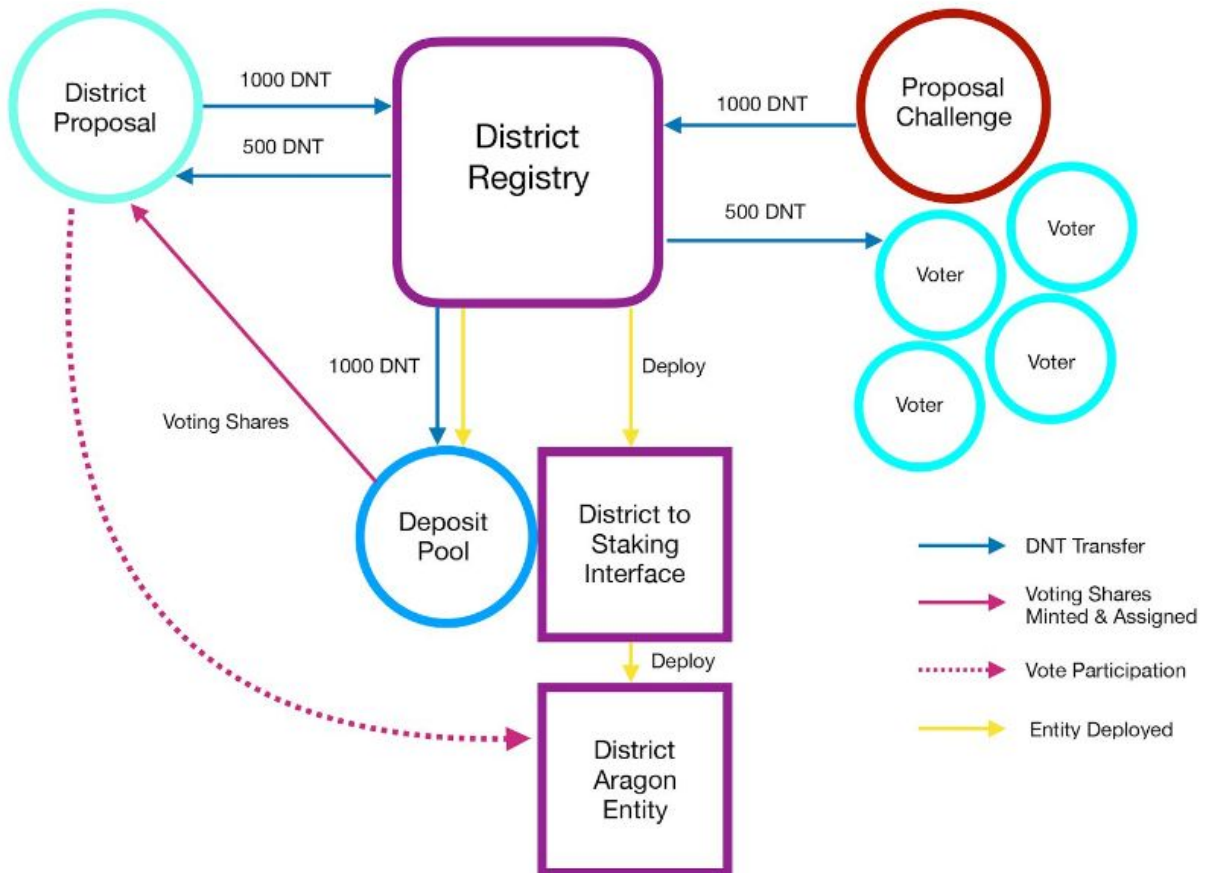 District
Proposal
1000 DNT
500 DNT
District
Registry
1000 DNT
Proposal
Challenge
500 DNT
Voter
Voter
Voter
Voter
1000 DNT
Deploy
Voting Shares
Deposit
Pool
District to
Staking
Interface
Deploy
District
Aragon
Entity
DNT Transfer
Voting Shares
Minted & Assigned
Vote Participation
Entity Deployed